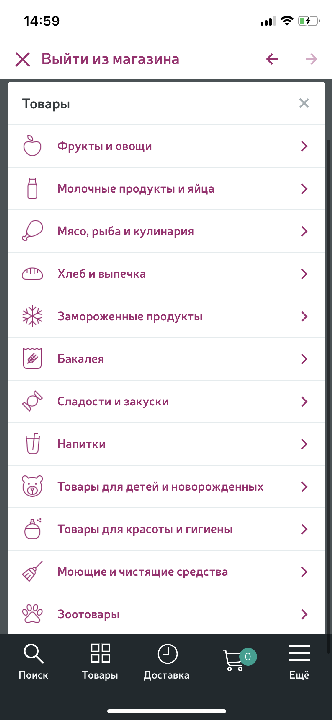 14:59
Выйти из магазина
Товары
Фрукты и овощи
Молочные продукты и яйца
Мясо, рыба и кулинария
Хлеб и выпечка
Замороженные продукты
Бакалея
Сладости и закуски
Напитки
Товары для детей и новорожденных
Товары для красоты и гигиены
Моющие и чистящие средства
Зоотовары
0
Поиск
Товары
Доставка
Ещё